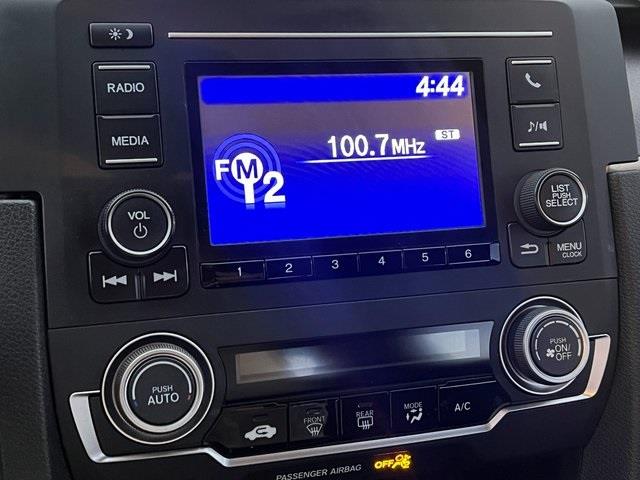 4:44
RADIO
MEDIA
ST
100.7MHz
FM 2
VOL
LIST
PUSH
SELECT
MENU
CLOCK
1 2 3 4 5 6
PUSH
AUTO
PUSH
ON/
OFF
FRONT
REAR
MODE
A/C
PASSENGER AIRBAG OFF